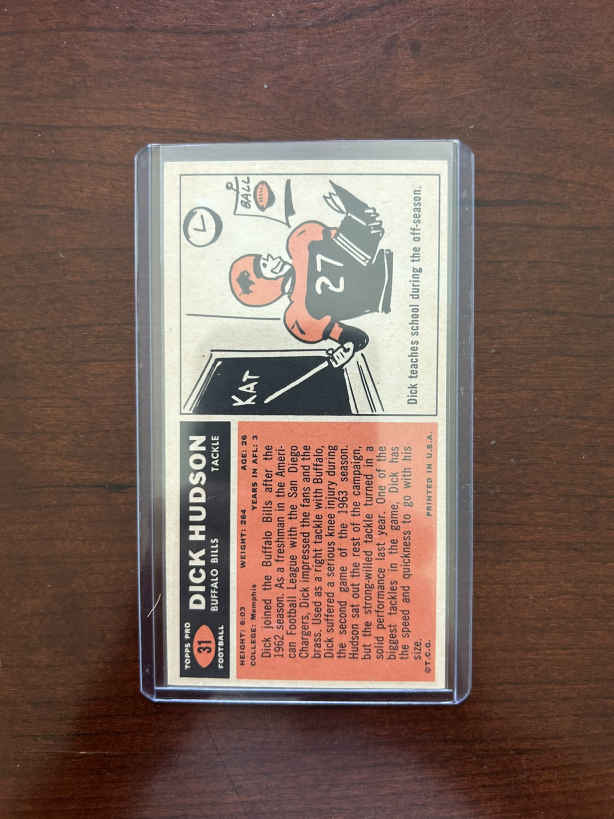 TOPPS PRO
31
FOOTBALL
DICK HUDSON
BUFFALO BILLS TACKLE
HEIGHT: 6:03 WEIGHT: 264 AGE: 26
COLLEGE: Memphis YEARS IN AFL: 3
Dick joined the Buffalo Bills after the
1962 season. As a freshman in the Ameri-
can Football League with the San Diego
Chargers, Dick impressed the fans and the
brass. Used as a right tackle with Buffalo,
Dick suffered a serious knee injury during
the second game of the 1963 season.
Hudson sat out the rest of the campaign,
but the strong-willed tackle turned in a
solid performance last year. One of the
biggest tackles in the game, Dick has
the speed and quickness to go with his
size.
© T.C.G. PRINTED IN U.S.A.
KAT
27
P
BALL
Dick teaches school during the off-season.